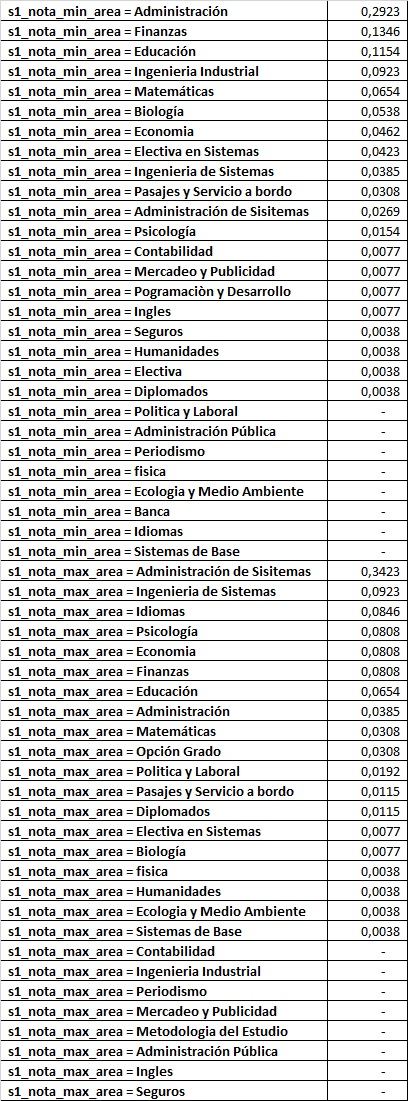 s1_nota_min_area = Administración 0,2923
s1_nota_min_area = Finanzas 0,1346
s1_nota_min_area = Educación 0,1154
s1_nota_min_area = Ingenieria Industrial 0,0923
s1_nota_min_area = Matemáticas 0,0654
s1_nota_min_area = Biología 0,0538
s1_nota_min_area = Economia 0,0462
s1_nota_min_area = Electiva en Sistemas 0,0423
s1_nota_min_area = Ingenieria de Sistemas 0,0385
s1_nota_min_area = Pasajes y Servicio a bordo 0,0308
s1_nota_min_area = Administración de Sisitemas 0,0269
s1_nota_min_area = Psicología 0,0154
s1_nota_min_area = Contabilidad 0,0077
s1_nota_min_area = Mercadeo y Publicidad 0,0077
s1_nota_min_area = Pogramaciòn y Desarrollo 0,0077
s1_nota_min_area = Ingles 0,0077
s1_nota_min_area = Seguros 0,0038
s1_nota_min_area = Humanidades 0,0038
s1_nota_min_area = Electiva 0,0038
s1_nota_min_area = Diplomados 0,0038
s1_nota_min_area = Politica y Laboral -
s1_nota_min_area = Administración Pública -
s1_nota_min_area = Periodismo -
s1_nota_min_area = fisica -
s1_nota_min_area = Ecologia y Medio Ambiente -
s1_nota_min_area = Banca -
s1_nota_min_area = Idiomas -
s1_nota_min_area = Sistemas de Base -
s1_nota_max_area = Administración de Sisitemas 0,3423
s1_nota_max_area = Ingenieria de Sistemas 0,0923
s1_nota_max_area = Idiomas 0,0846
s1_nota_max_area = Psicología 0,0808
s1_nota_max_area = Economia 0,0808
s1_nota_max_area = Finanzas 0,0808
s1_nota_max_area = Educación 0,0654
s1_nota_max_area = Administración 0,0385
s1_nota_max_area = Matemáticas 0,0308
s1_nota_max_area = Opción Grado 0,0308
s1_nota_max_area = Politica y Laboral 0,0192
s1_nota_max_area = Pasajes y Servicio a bordo 0,0115
s1_nota_max_area = Diplomados 0,0115
s1_nota_max_area = Electiva en Sistemas 0,0077
s1_nota_max_area = Biología 0,0077
s1_nota_max_area = fisica 0,0038
s1_nota_max_area = Humanidades 0,0038
s1_nota_max_area = Ecologia y Medio Ambiente 0,0038
s1_nota_max_area = Sistemas de Base 0,0038
s1_nota_max_area = Contabilidad -
s1_nota_max_area = Ingenieria Industrial -
s1_nota_max_area = Periodismo -
s1_nota_max_area = Mercadeo y Publicidad -
s1_nota_max_area = Metodologia del Estudio -
s1_nota_max_area = Administración Pública -
s1_nota_max_area = Ingles -
s1_nota_max_area = Seguros -